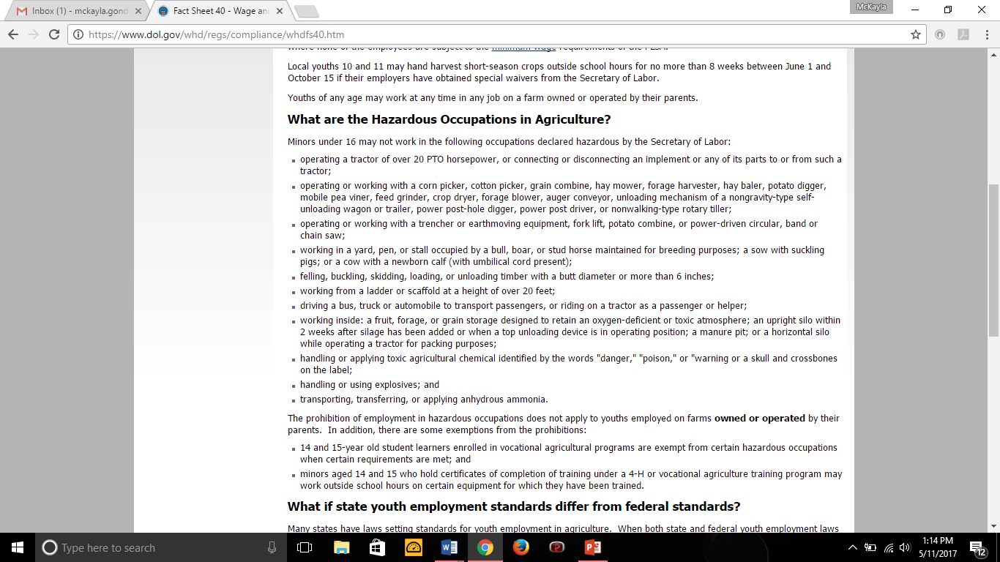 Inbox (1) - mckayla.gond
Fact Sheet 40 - Wage and
McKayla
https://www.dol.gov/whd/regs/compliance/whdfs40.htm
where none of the employees are subject to the minimum wage requirements of the FLSA.
Local youths 10 and 11 may hand harvest short-season crops outside school hours for no more than 8 weeks between June 1 and
October 15 if their employers have obtained special waivers from the Secretary of Labor.
Youths of any age may work at any time in any job on a farm owned or operated by their parents.
What are the Hazardous Occupations in Agriculture?
Minors under 16 may not work in the following occupations declared hazardous by the Secretary of Labor:
operating a tractor of over 20 PTO horsepower, or connecting or disconnecting an implement or any of its parts to or from such a
tractor;
operating or working with a corn picker, cotton picker, grain combine, hay mower, forage harvester, hay baler, potato digger,
mobile pea viner, feed grinder, crop dryer, forage blower, auger conveyor, unloading mechanism of a nongravity-type self-
unloading wagon or trailer, power post-hole digger, power post driver, or nonwalking-type rotary tiller;
operating or working with a trencher or earthmoving equipment, fork lift, potato combine, or power-driven circular, band or
chain saw;
working in a yard, pen, or stall occupied by a bull, boar, or stud horse maintained for breeding purposes; a sow with suckling
pigs; or a cow with a newborn calf (with umbilical cord present);
felling, buckling, skidding, loading, or unloading timber with a butt diameter or more than 6 inches;
working from a ladder or scaffold at a height of over 20 feet;
driving a bus, truck or automobile to transport passengers, or riding on a tractor as a passenger or helper;
working inside: a fruit, forage, or grain storage designed to retain an oxygen-deficient or toxic atmosphere; an upright silo within
2 weeks after silage has been added or when a top unloading device is in operating position; a manure pit; or a horizontal silo
while operating a tractor for packing purposes;
handling or applying toxic agricultural chemical identified by the words "danger," "poison," or "warning or a skull and crossbones
on the label;
handling or using explosives; and
transporting, transferring, or applying anhydrous ammonia.
The prohibition of employment in hazardous occupations does not apply to youths employed on farms owned or operated by their
parents. In addition, there are some exemptions from the prohibitions:
14 and 15-year old student learners enrolled in vocational agricultural programs are exempt from certain hazardous occupations
when certain requirements are met; and
minors aged 14 and 15 who hold certificates of completion of training under a 4-H or vocational agriculture training program may
work outside school hours on certain equipment for which they have been trained.
What if state youth employment standards differ from federal standards?
Many states have laws setting standards for youth employment in agriculture. When both state and federal youth employment laws
Type here to search
1:14 PM
5/11/2017
12